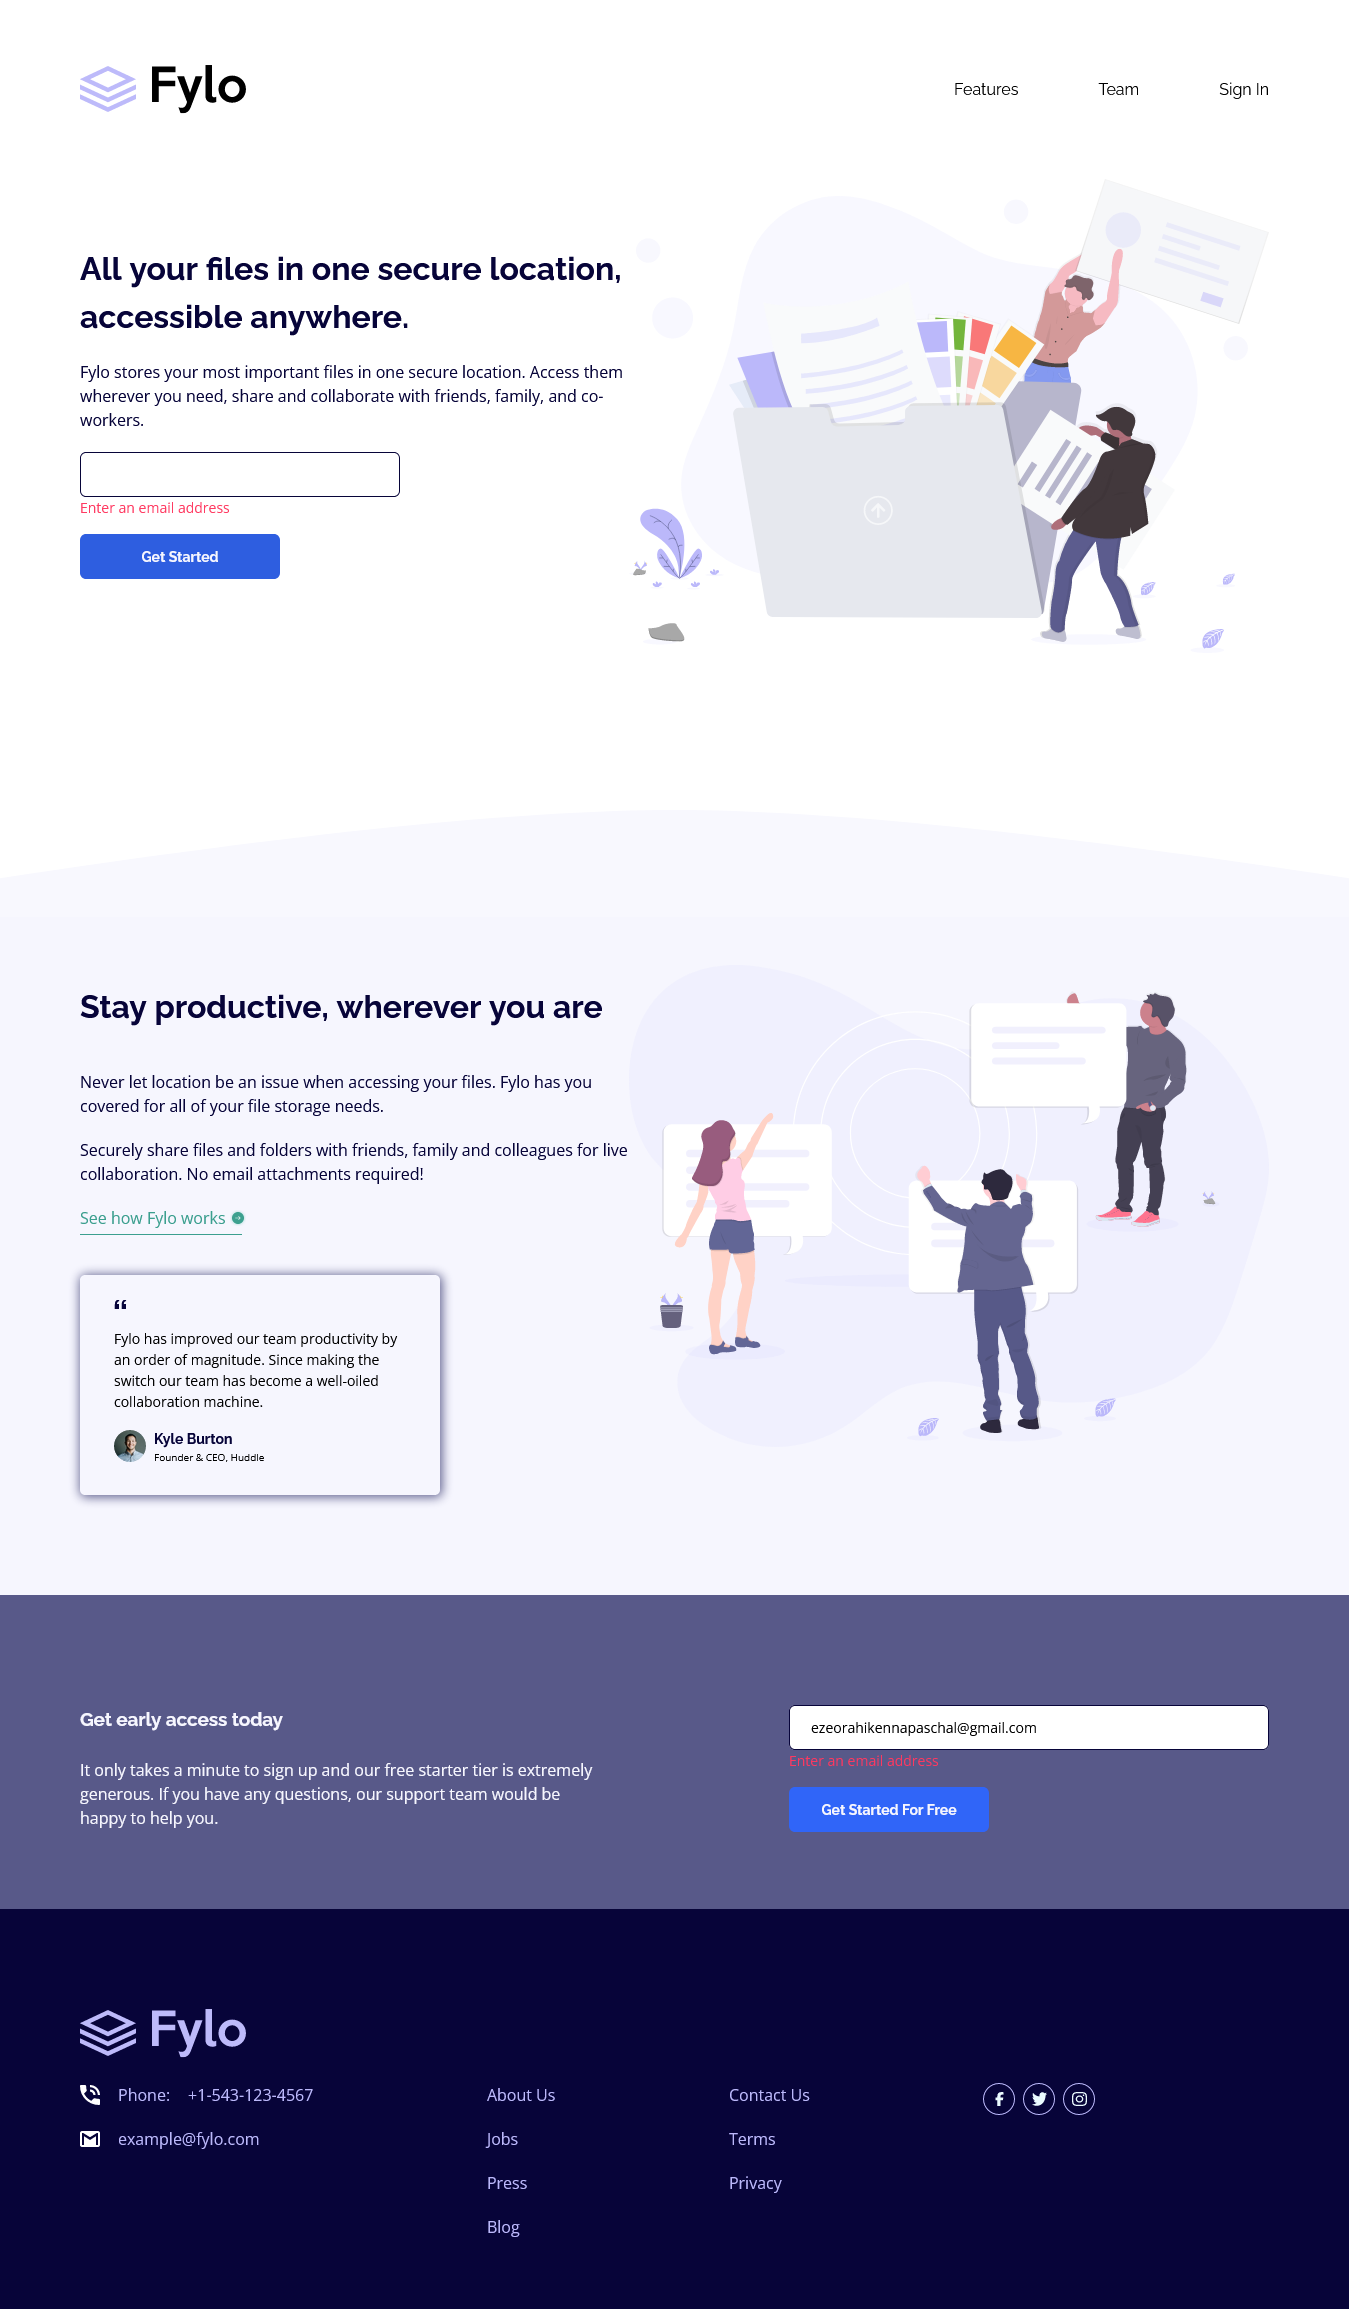 Fylo
Features Team Sign In
All your files in one secure location,
accessible anywhere.
Fylo stores your most important files in one secure location. Access them
wherever you need, share and collaborate with friends, family, and co-
workers.
Enter an email address
Get Started
Stay productive, wherever you are
Never let location be an issue when accessing your files. Fylo has you
covered for all of your file storage needs.
Securely share files and folders with friends, family and colleagues for live
collaboration. No email attachments required!
See how Fylo works
“
Fylo has improved our team productivity by
an order of magnitude. Since making the
switch our team has become a well-oiled
collaboration machine.
Kyle Burton
Founder & CEO, Huddle
Get early access today
It only takes a minute to sign up and our free starter tier is extremely
generous. If you have any questions, our support team would be
happy to help you.
ezeorahikennapaschal@gmail.com
Enter an email address
Get Started For Free
Fylo
Phone: +1-543-123-4567
example@fylo.com
About Us
Jobs
Press
Blog
Contact Us
Terms
Privacy